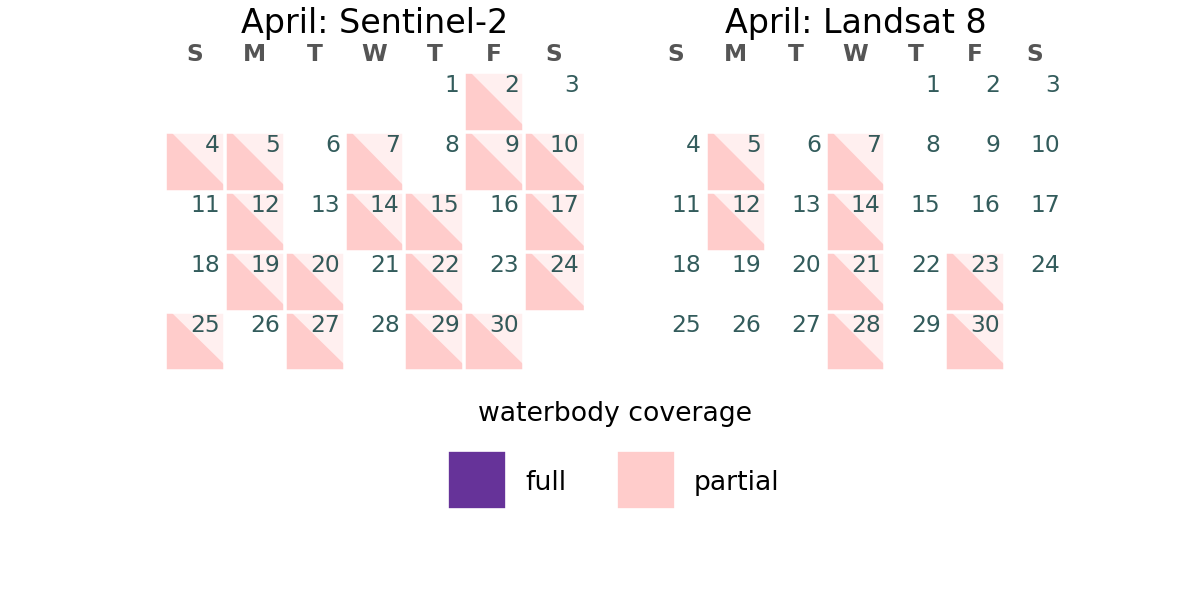 April: Sentinel-2
S M T W T F S
1 2 3
4 5 6 7 8 9 10
11 12 13 14 15 16 17
18 19 20 21 22 23 24
25 26 27 28 29 30
April: Landsat 8
S M T W T F S
1 2 3
4 5 6 7 8 9 10
11 12 13 14 15 16 17
18 19 20 21 22 23 24
25 26 27 28 29 30
waterbody coverage
full partial